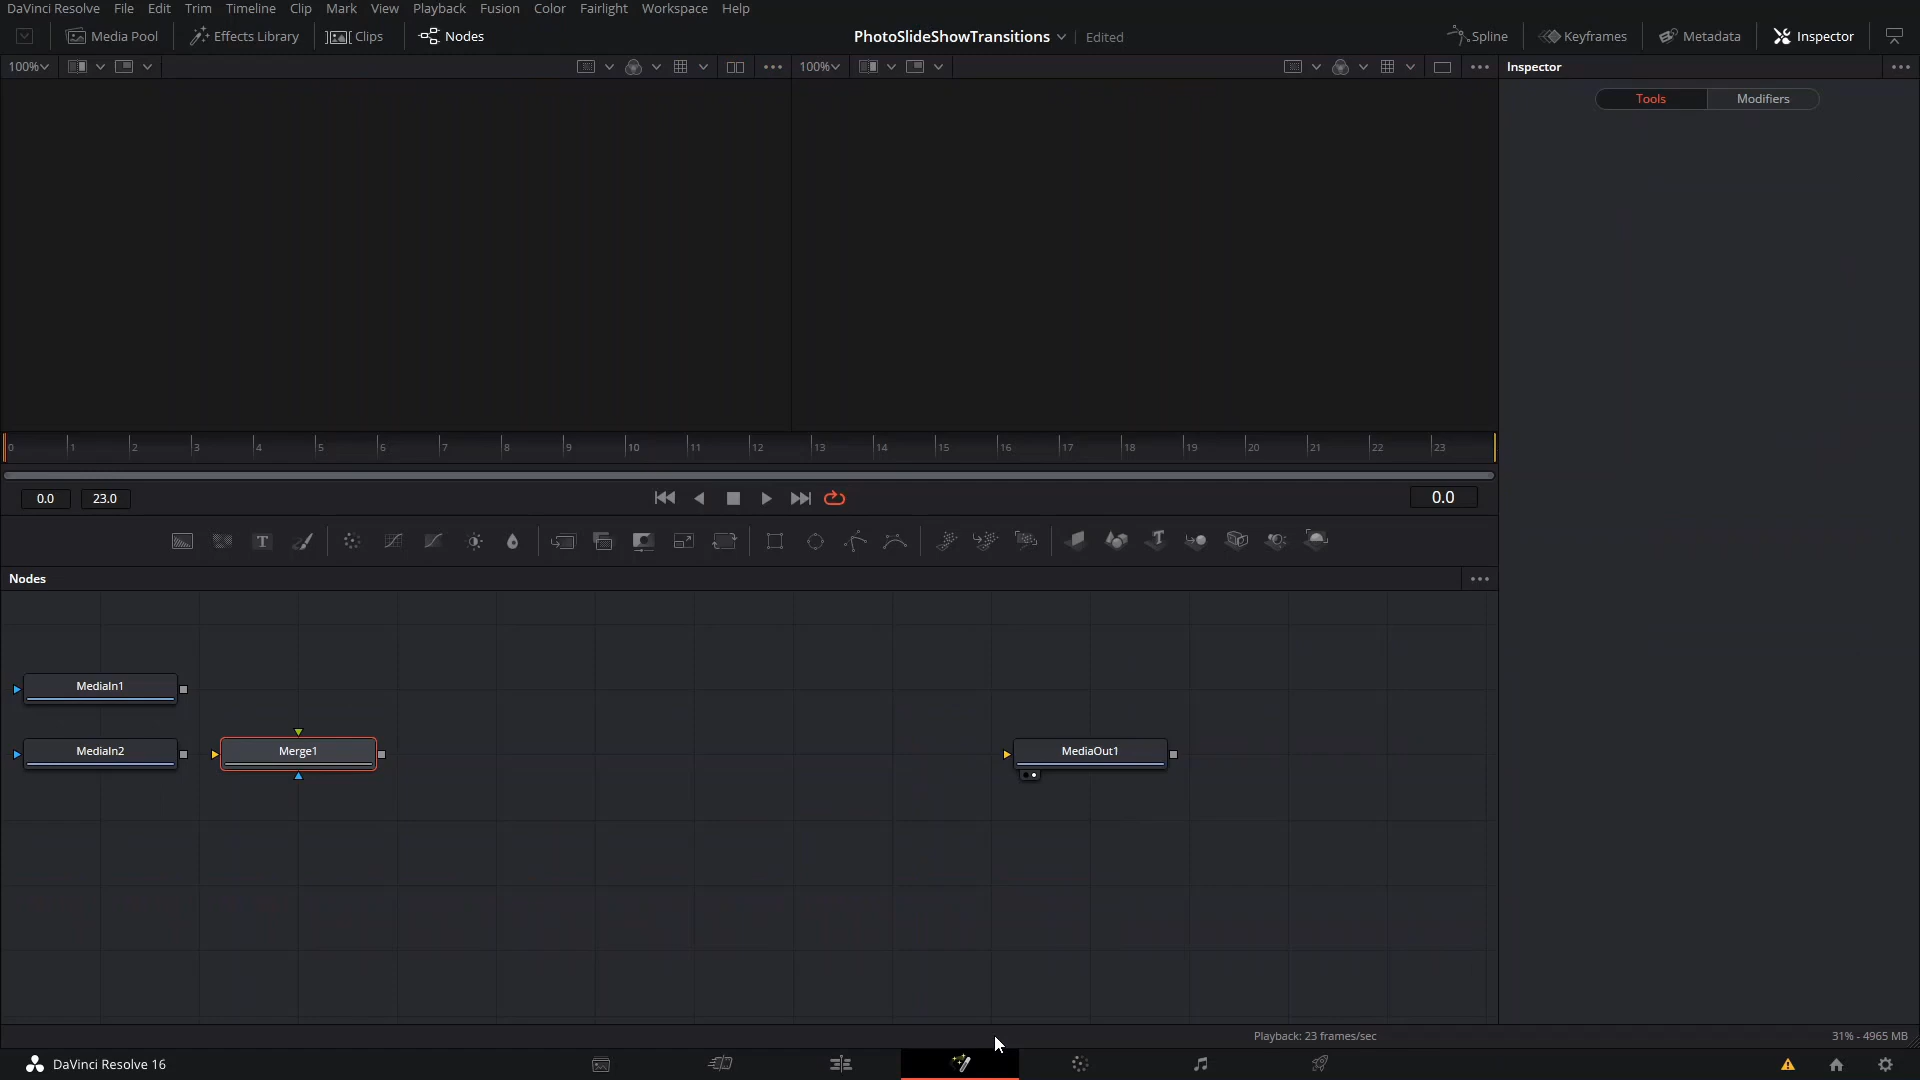 DaVinci Resolve File Edit Trim Timeline Clip Mark View Playback Fusion Color Fairlight Workspace Help
Media Pool Effects Library Clips Nodes PhotoSlideShowTransitions Edited Spline Keyframes Metadata Inspector
100% 100% Inspector
Tools Modifiers
0 1 2 3 4 5 6 7 8 9 10 11 12 13 14 15 16 17 18 19 20 21 22 23
0.0 23.0 0.0
T T
Nodes
MediaIn1
MediaIn2 Merge1 MediaOut1
Playback: 23 frames/sec 31% - 4965 MB
DaVinci Resolve 16